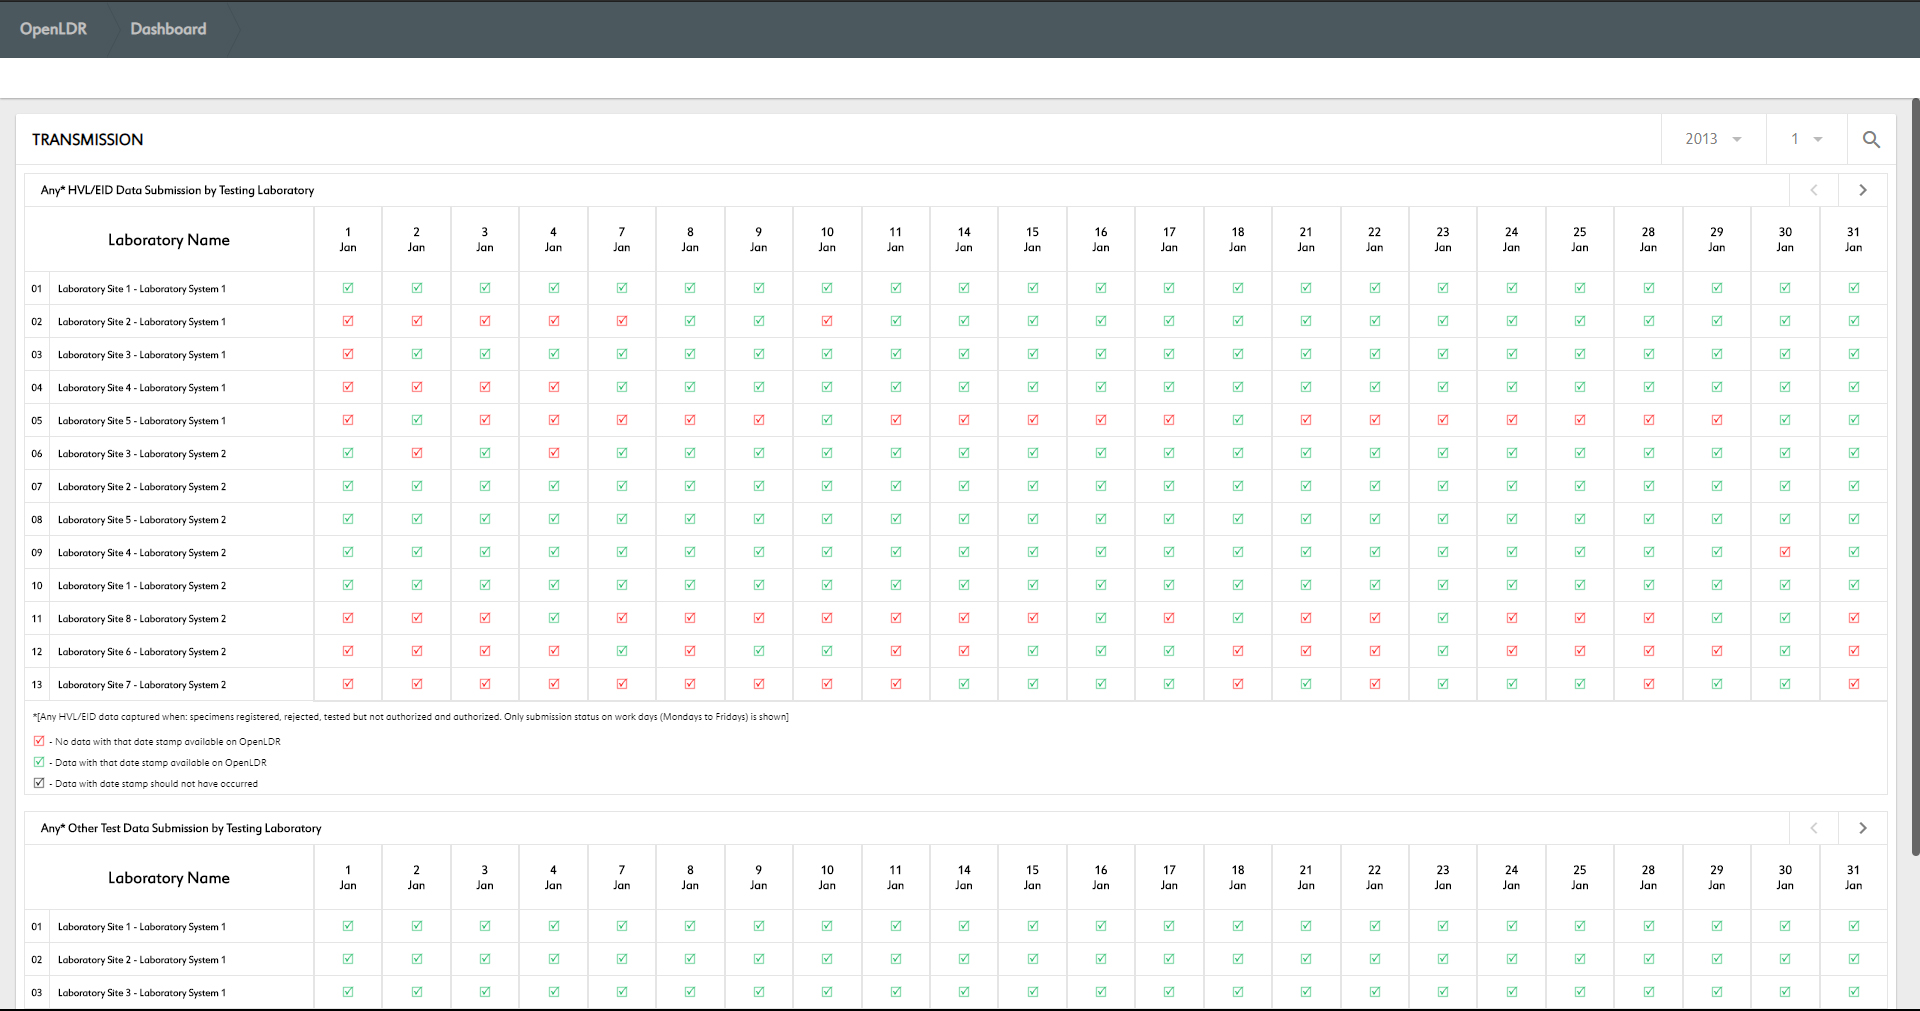 OpenLDR Dashboard
TRANSMISSION 2013 1
Any* HVL/EID Data Submission by Testing Laboratory
Laboratory Name 1 Jan 2 Jan 3 Jan 4 Jan 7 Jan 8 Jan 9 Jan 10 Jan 11 Jan 14 Jan 15 Jan 16 Jan 17 Jan 18 Jan 21 Jan 22 Jan 23 Jan 24 Jan 25 Jan 28 Jan 29 Jan 30 Jan 31 Jan
01 Laboratory Site 1 - Laboratory System 1
02 Laboratory Site 2 - Laboratory System 1
03 Laboratory Site 3 - Laboratory System 1
04 Laboratory Site 4 - Laboratory System 1
05 Laboratory Site 5 - Laboratory System 1
06 Laboratory Site 3 - Laboratory System 2
07 Laboratory Site 2 - Laboratory System 2
08 Laboratory Site 5 - Laboratory System 2
09 Laboratory Site 4 - Laboratory System 2
10 Laboratory Site 1 - Laboratory System 2
11 Laboratory Site 8 - Laboratory System 2
12 Laboratory Site 6 - Laboratory System 2
13 Laboratory Site 7 - Laboratory System 2
*[Any HVL/EID data captured when: specimens registered, rejected, tested but not authorized and authorized. Only submission status on work days (Mondays to Fridays) is shown]
- No data with that date stamp available on OpenLDR
- Data with that date stamp available on OpenLDR
- Data with date stamp should not have occurred
Any* Other Test Data Submission by Testing Laboratory
Laboratory Name 1 Jan 2 Jan 3 Jan 4 Jan 7 Jan 8 Jan 9 Jan 10 Jan 11 Jan 14 Jan 15 Jan 16 Jan 17 Jan 18 Jan 21 Jan 22 Jan 23 Jan 24 Jan 25 Jan 28 Jan 29 Jan 30 Jan 31 Jan
01 Laboratory Site 1 - Laboratory System 1
02 Laboratory Site 2 - Laboratory System 1
03 Laboratory Site 3 - Laboratory System 1